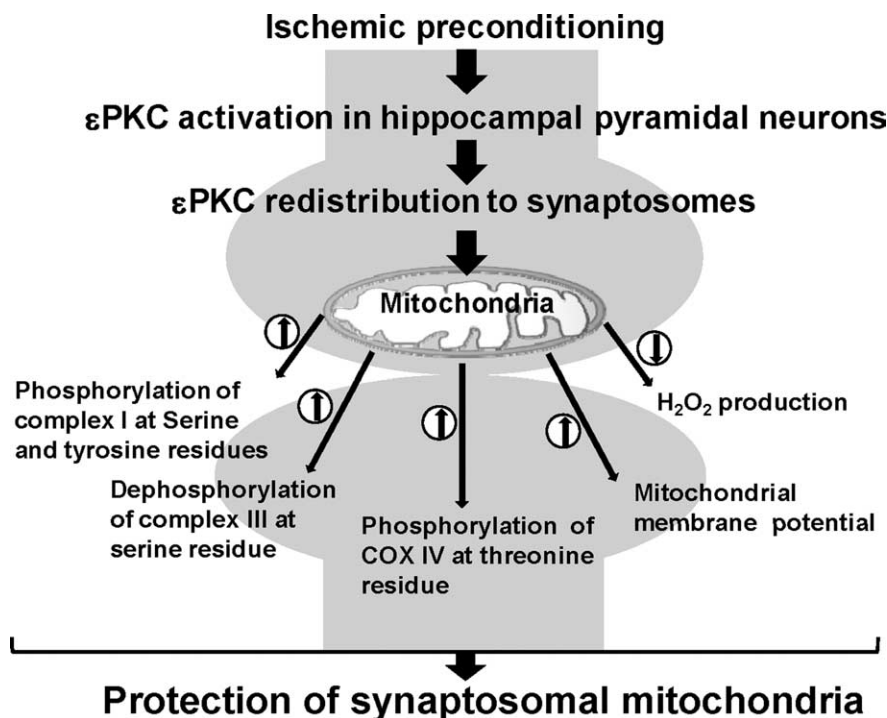 Ischemic preconditioning
εPKC activation in hippocampal pyramidal neurons
εPKC redistribution to synaptosomes
Mitochondria
Phosphorylation of
complex I at Serine
and tyrosine residues
Dephosphorylation
of complex III at
serine residue
Phosphorylation of
COX IV at threonine
residue
Mitochondrial
membrane potential
H₂O₂ production
Protection of synaptosomal mitochondria